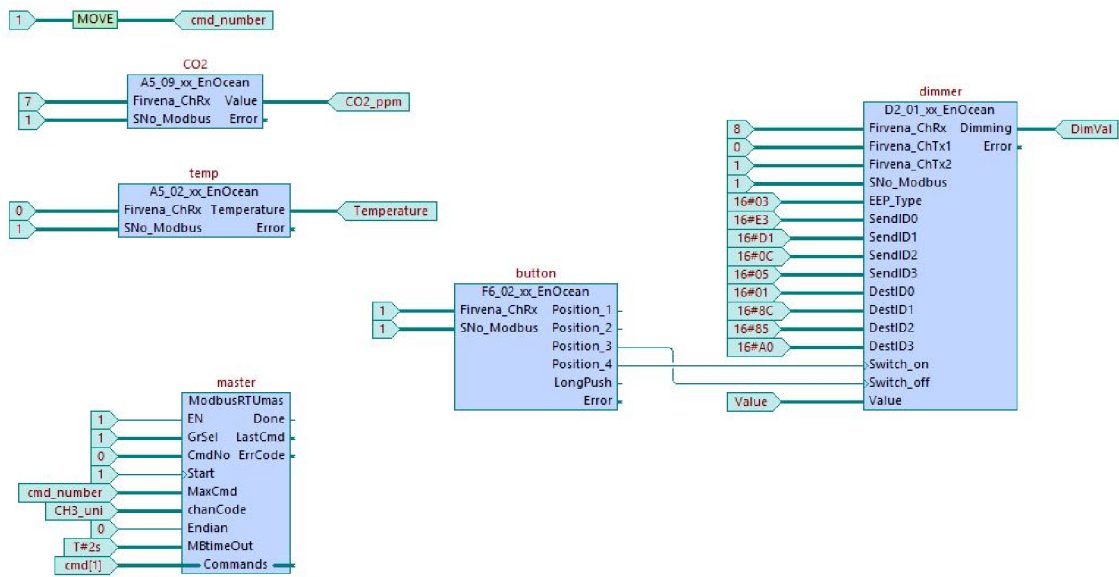 1 MOVE cmd_number
CO2
A5_09_xx_EnOcean
7 Firvena_ChRx Value CO2_ppm
1 SNo_Modbus Error
temp
A5_02_xx_EnOcean
0 Firvena_ChRx Temperature Temperature
1 SNo_Modbus Error
button
F6_02_xx_EnOcean
1 Firvena_ChRx Position_1
1 SNo_Modbus Position_2
Position_3
Position_4
LongPush
Error
dimmer
D2_01_xx_EnOcean
8 Firvena_ChRx Dimming DimVal
0 Firvena_ChTx1 Error
1 Firvena_ChTx2
1 SNo_Modbus
16#03 EEP_Type
16#E3 SendID0
16#D1 SendID1
16#0C SendID2
16#05 SendID3
16#01 DestID0
16#8C DestID1
16#85 DestID2
16#A0 DestID3
Switch_on
Switch_off
Value Value
master
ModbusRTUmas
1 EN Done
1 GrSel LastCmd
0 CmdNo ErrCode
1 Start
cmd_number MaxCmd
CH3_uni chanCode
0 Endian
T#2s MBtimeOut
cmd[1] Commands